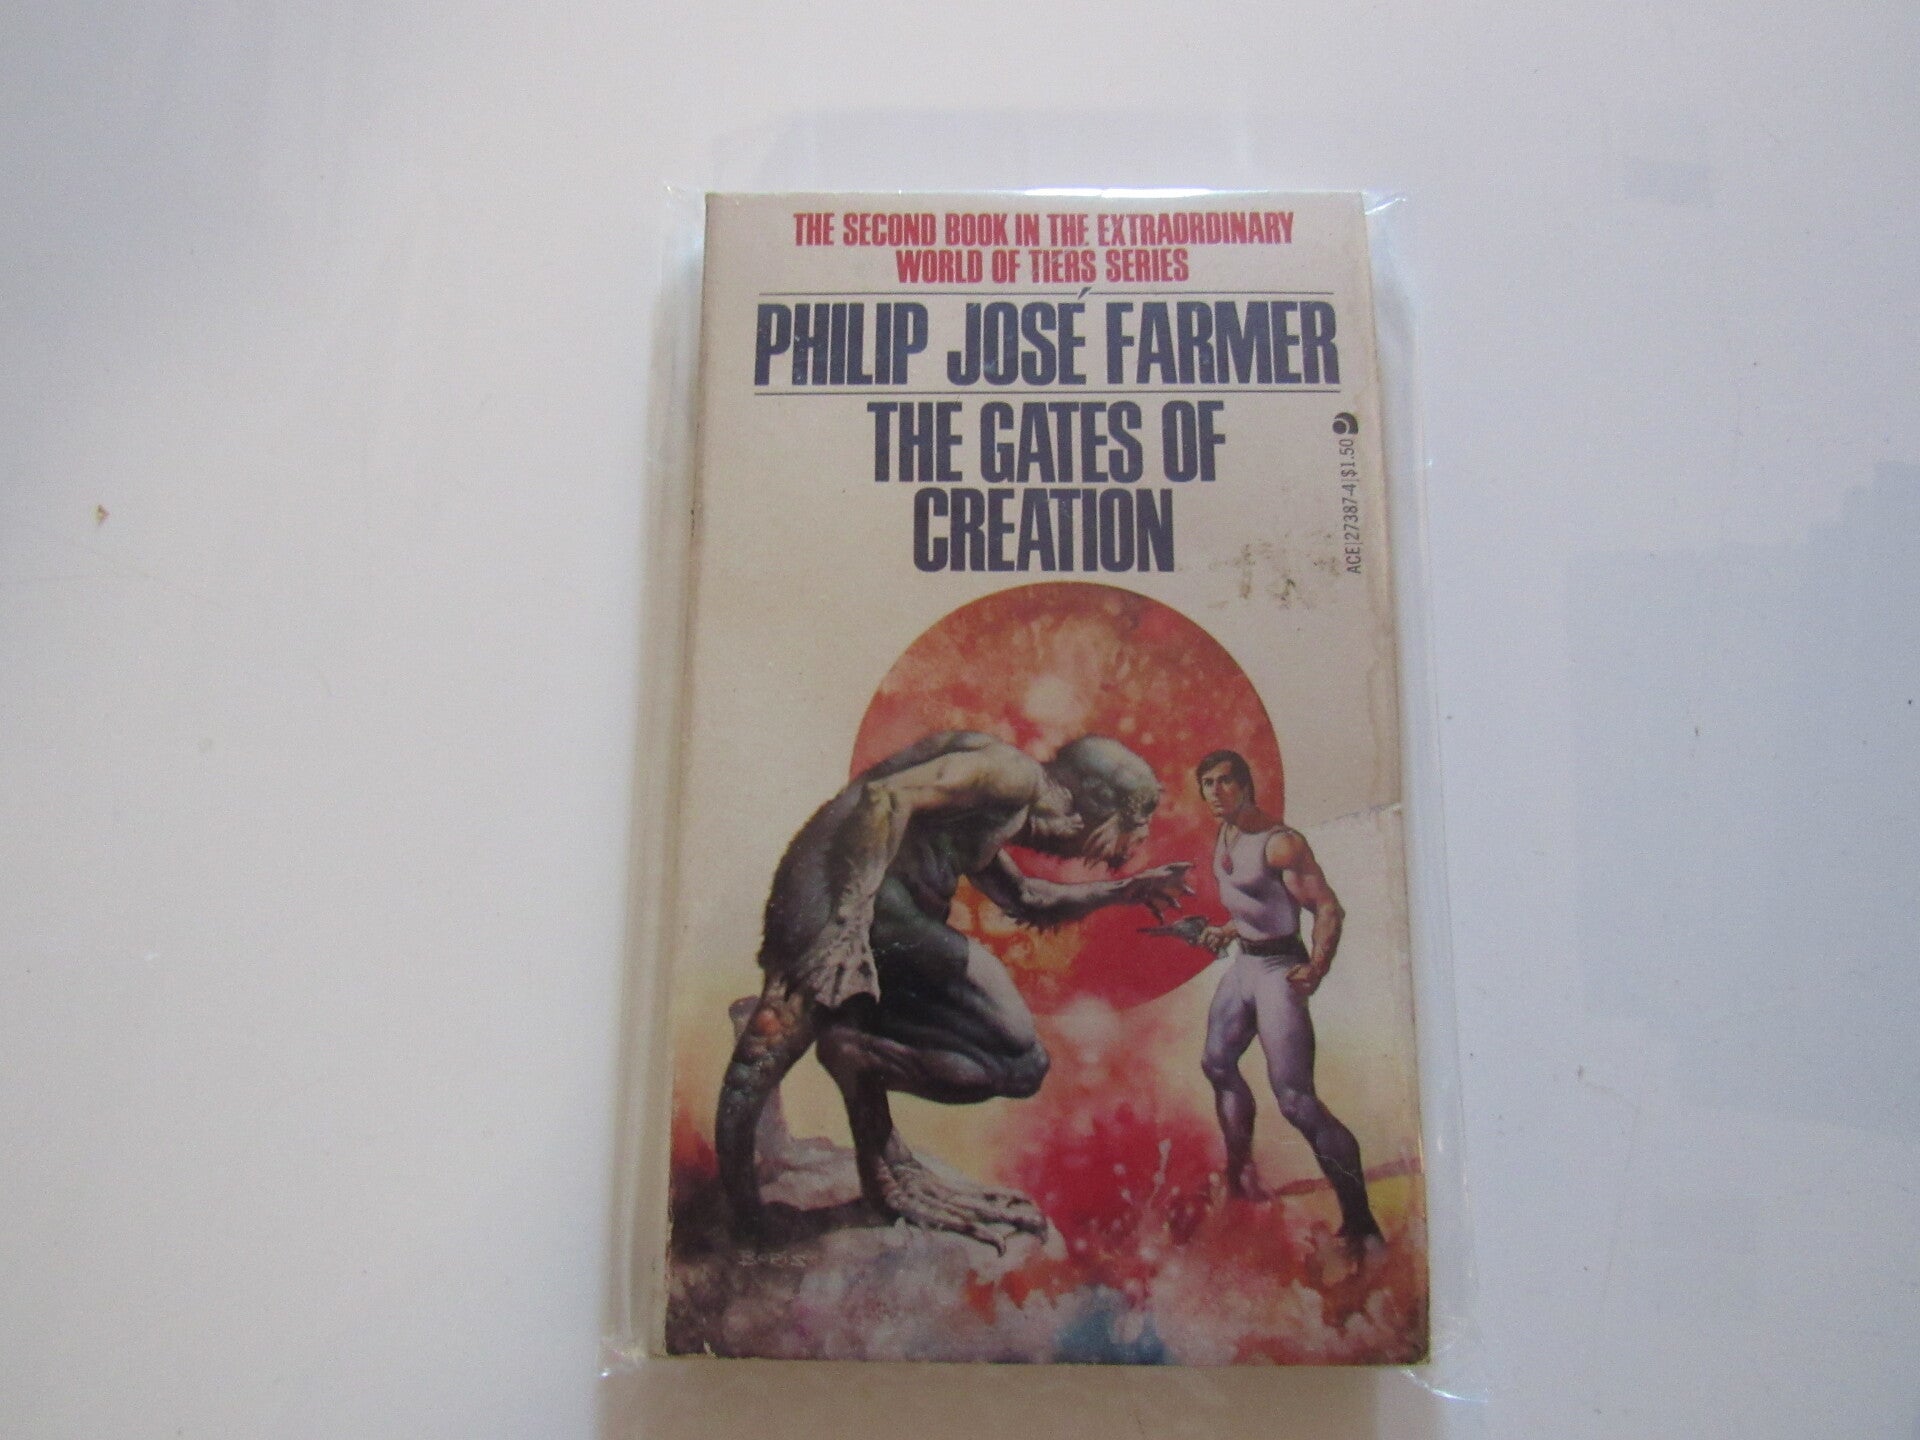 THE SECOND BOOK IN THE EXTRAORDINARY
WORLD OF TIERS SERIES
PHILIP JOSÉ FARMER
THE GATES OF
CREATION
ACE|27387-4|$1.50
BORIS